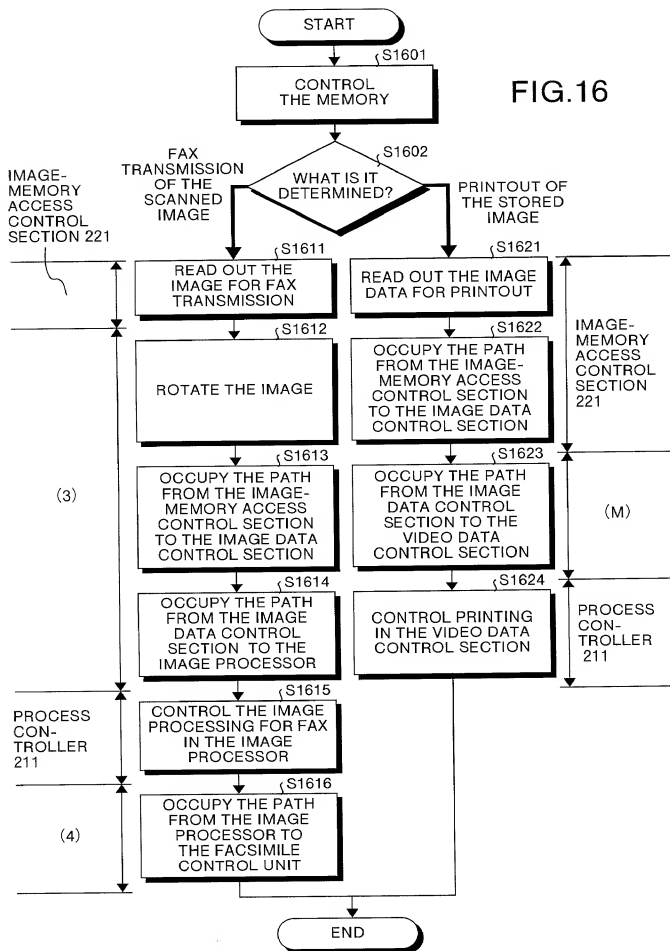 START
S1601
CONTROL
THE MEMORY
FIG.16
S1602
WHAT IS IT
DETERMINED?
FAX
TRANSMISSION
OF THE
SCANNED
IMAGE
PRINTOUT OF
THE STORED
IMAGE
IMAGE-
MEMORY
ACCESS
CONTROL
SECTION 221
S1611
READ OUT THE
IMAGE FOR FAX
TRANSMISSION
S1612
ROTATE THE IMAGE
S1613
OCCUPY THE PATH
FROM THE IMAGE-
MEMORY ACCESS
CONTROL SECTION
TO THE IMAGE DATA
CONTROL SECTION
(3)
S1614
OCCUPY THE PATH
FROM THE IMAGE
DATA CONTROL
SECTION TO THE
IMAGE PROCESSOR
S1615
CONTROL THE IMAGE
PROCESSING FOR FAX
IN THE IMAGE
PROCESSOR
PROCESS
CON-
TROLLER
211
S1616
OCCUPY THE PATH
FROM THE IMAGE
PROCESSOR TO
THE FACSIMILE
CONTROL UNIT
(4)
S1621
READ OUT THE IMAGE
DATA FOR PRINTOUT
S1622
OCCUPY THE PATH
FROM THE IMAGE-
MEMORY ACCESS
CONTROL SECTION
TO THE IMAGE DATA
CONTROL SECTION
IMAGE-
MEMORY
ACCESS
CONTROL
SECTION
221
S1623
OCCUPY THE PATH
FROM THE IMAGE
DATA CONTROL
SECTION TO THE
VIDEO DATA
CONTROL SECTION
(M)
S1624
CONTROL PRINTING
IN THE VIDEO DATA
CONTROL SECTION
PROCESS
CON-
TROLLER
211
END